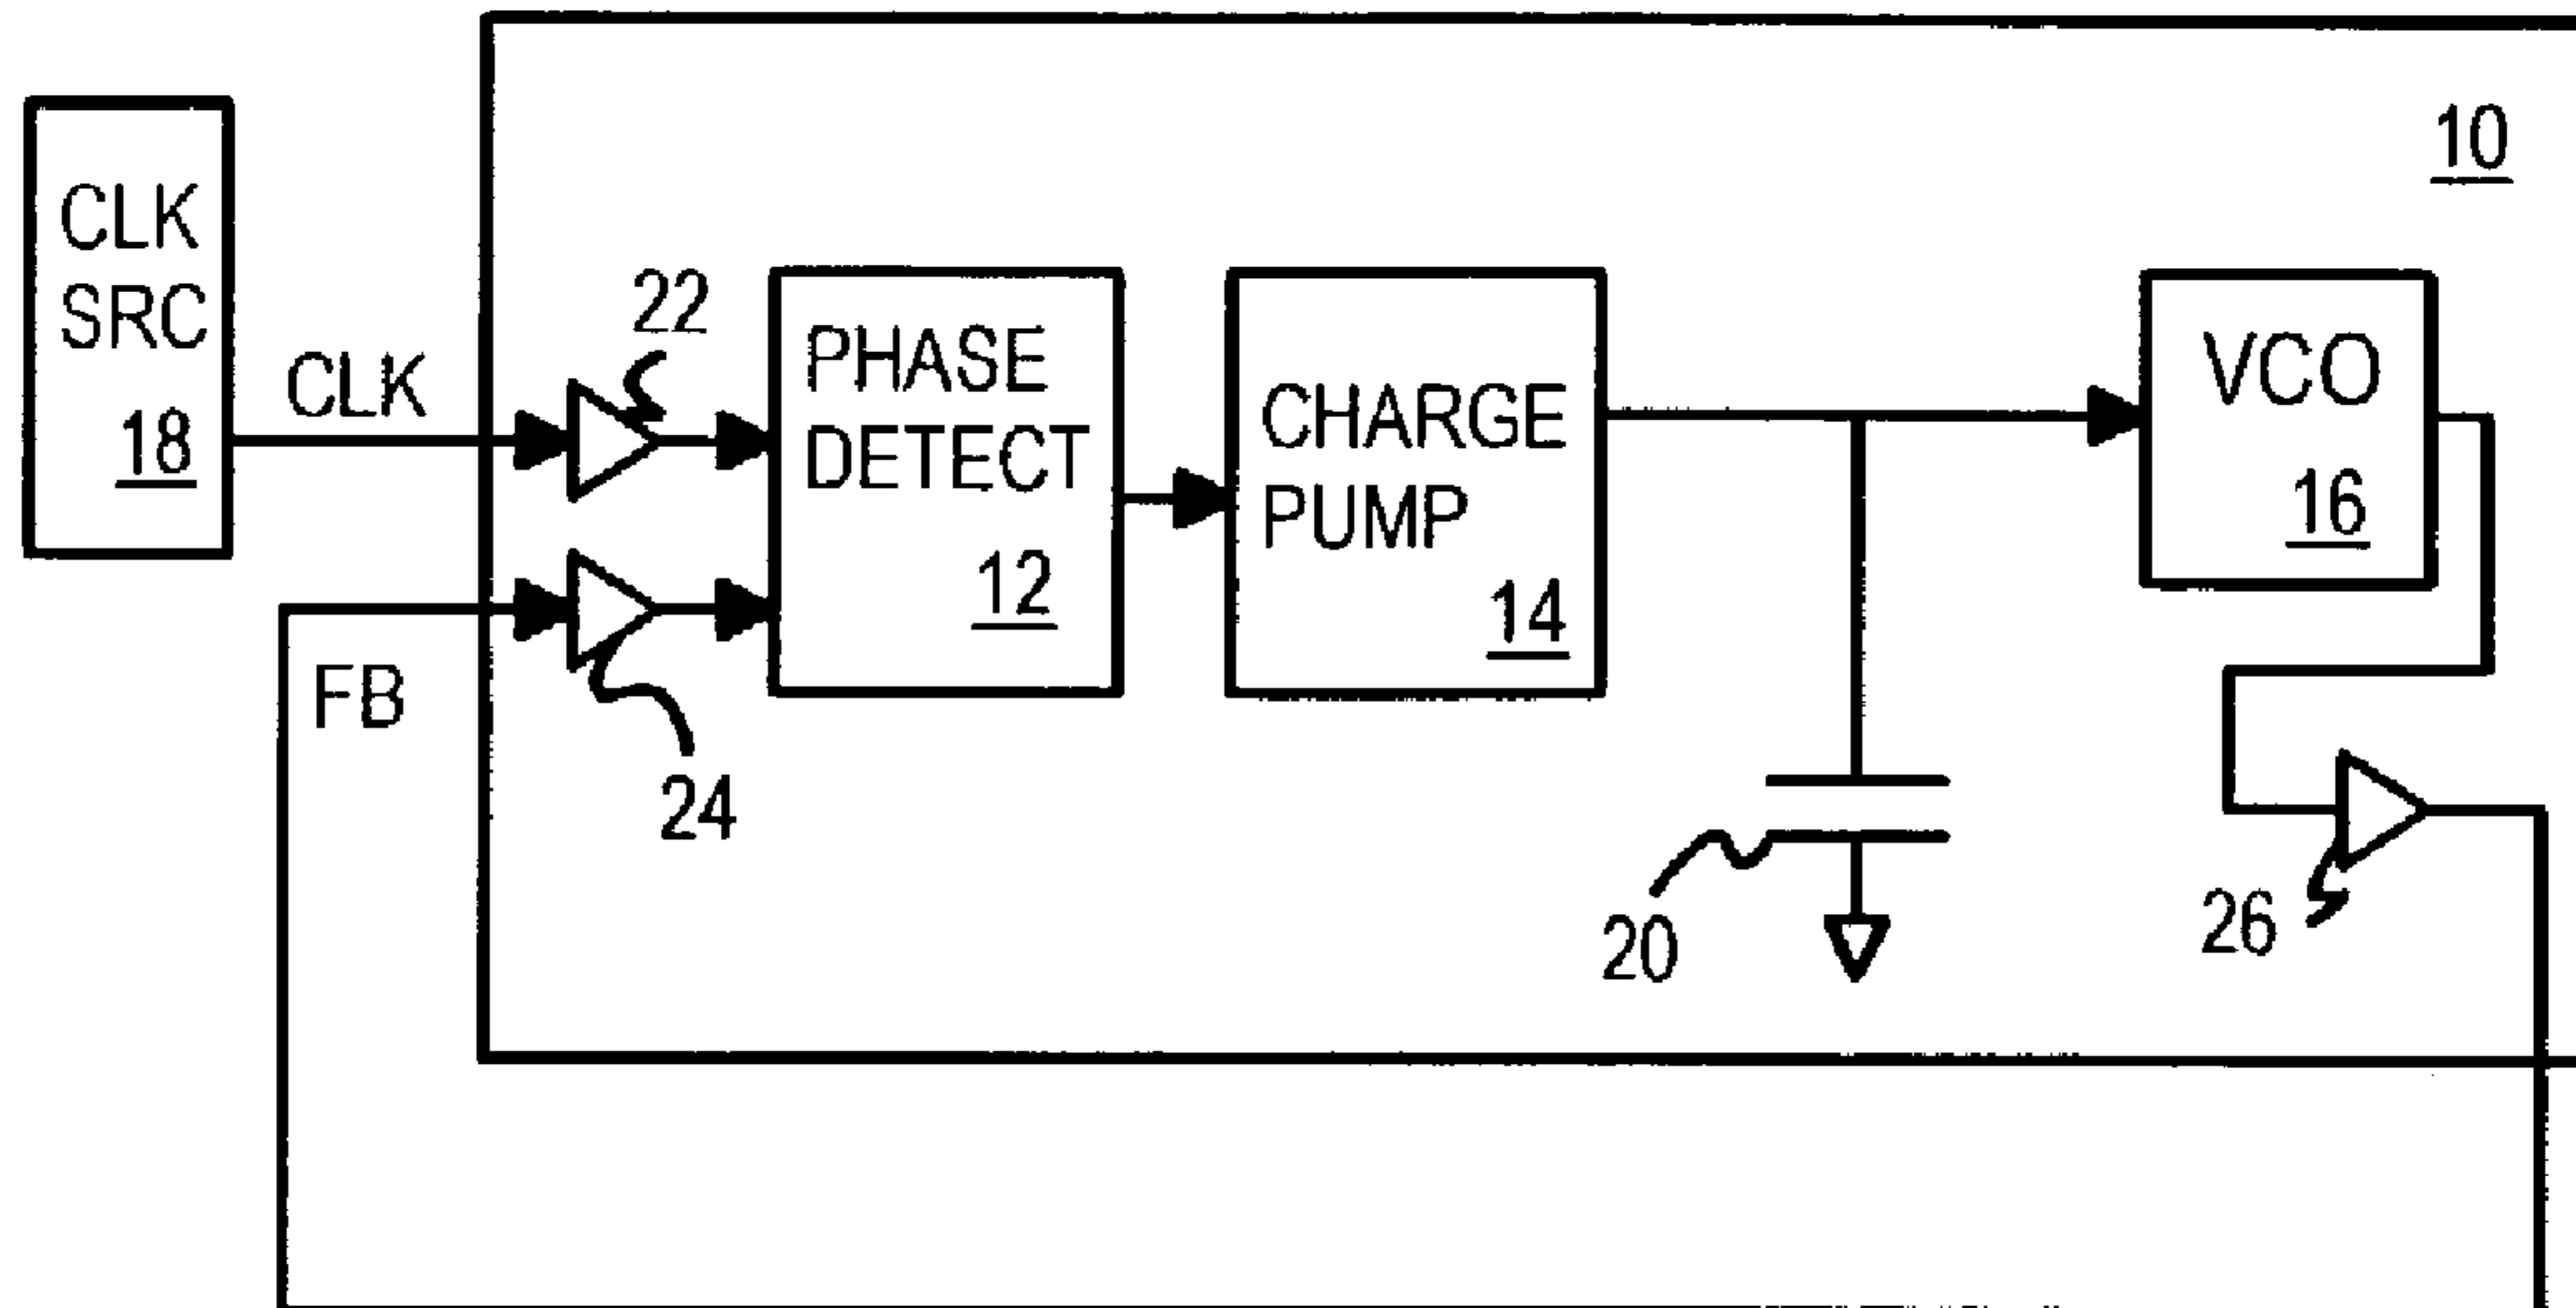 10
CLK
SRC
18
CLK
22
PHASE
DETECT
12
CHARGE
PUMP
14
VCO
16
FB
24
20
26